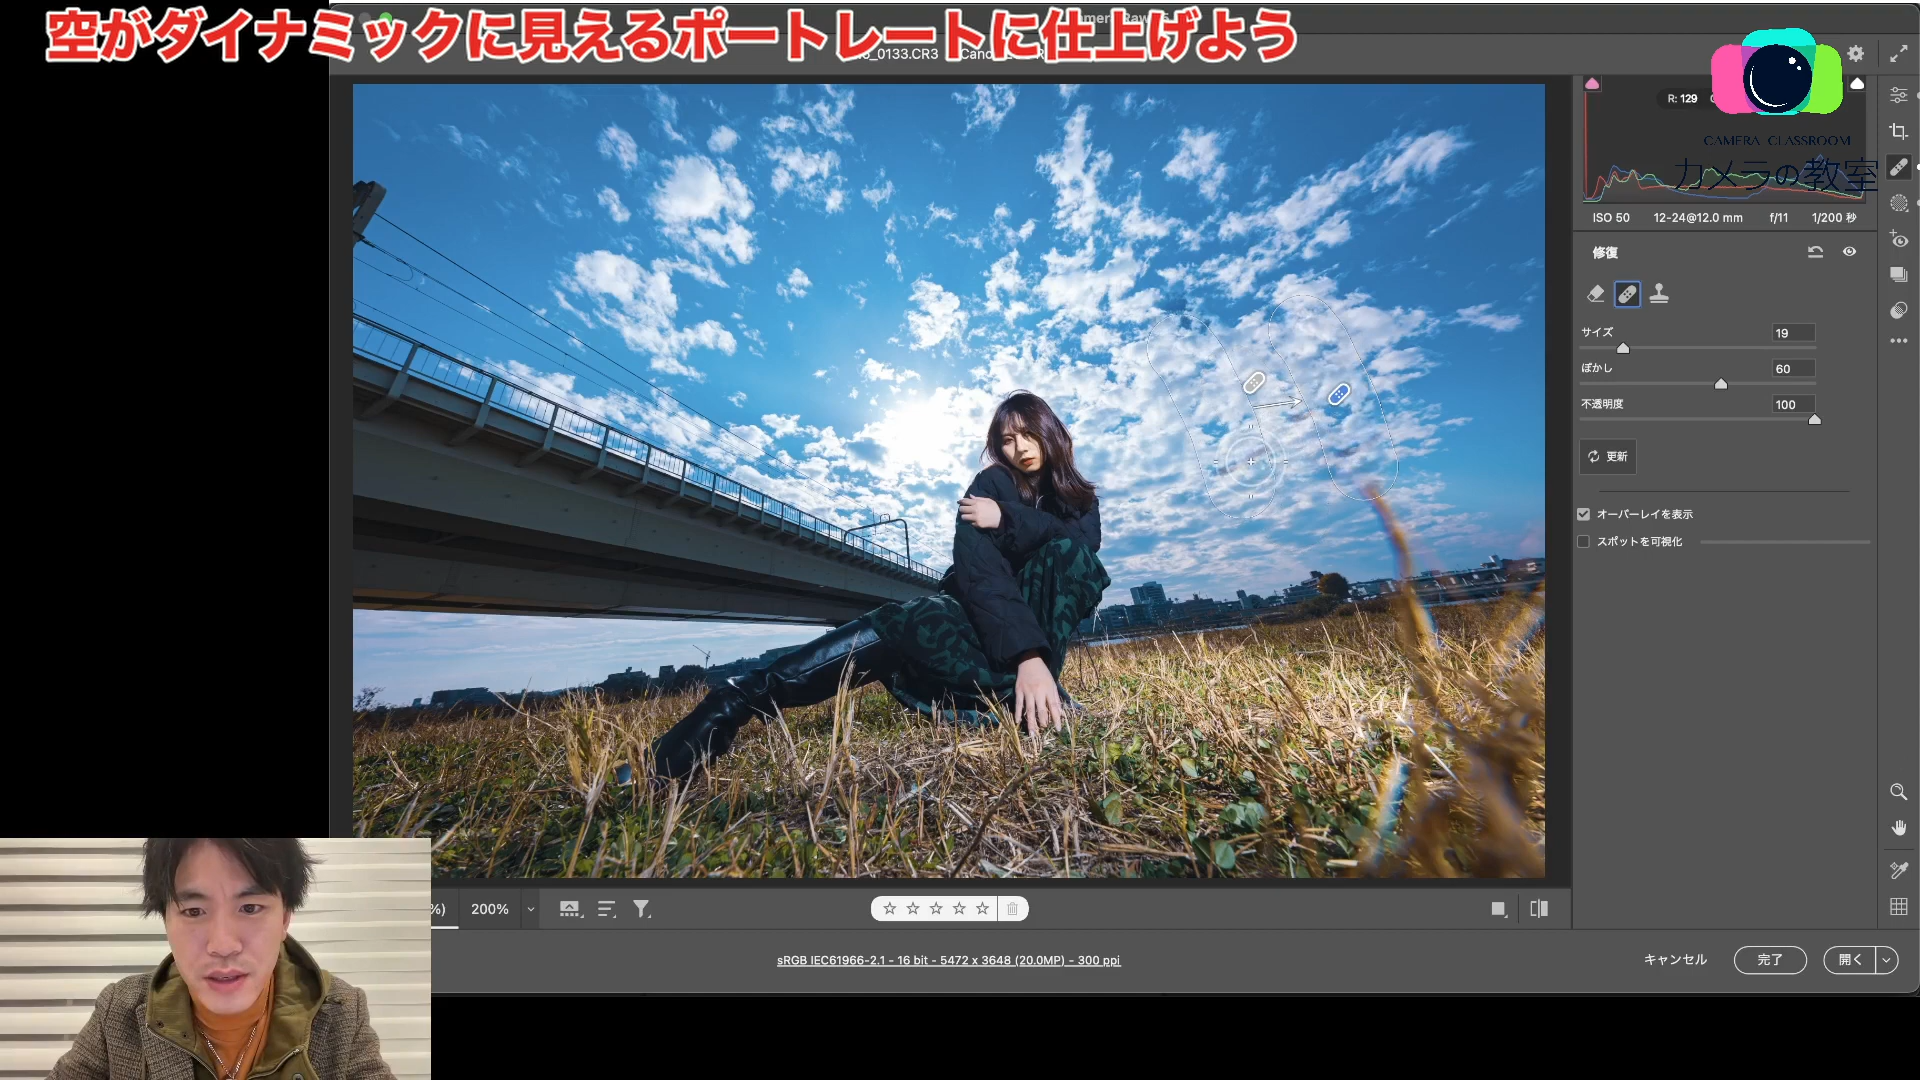 空がダイナミックに見えるポートレートに仕上げよう
_0133.CR3
R: 129
CAMERA CLASSROOM
カメラの教室
ISO 50 12-24@12.0 mm f/11 1/200 秒
修復
サイズ 19
ぼかし 60
不透明度 100
更新
オーバーレイを表示
スポットを可視化
%) 200%
sRGB IEC61966-2.1 - 16 bit - 5472 x 3648 (20.0MP) - 300 ppi
キャンセル 完了 開く